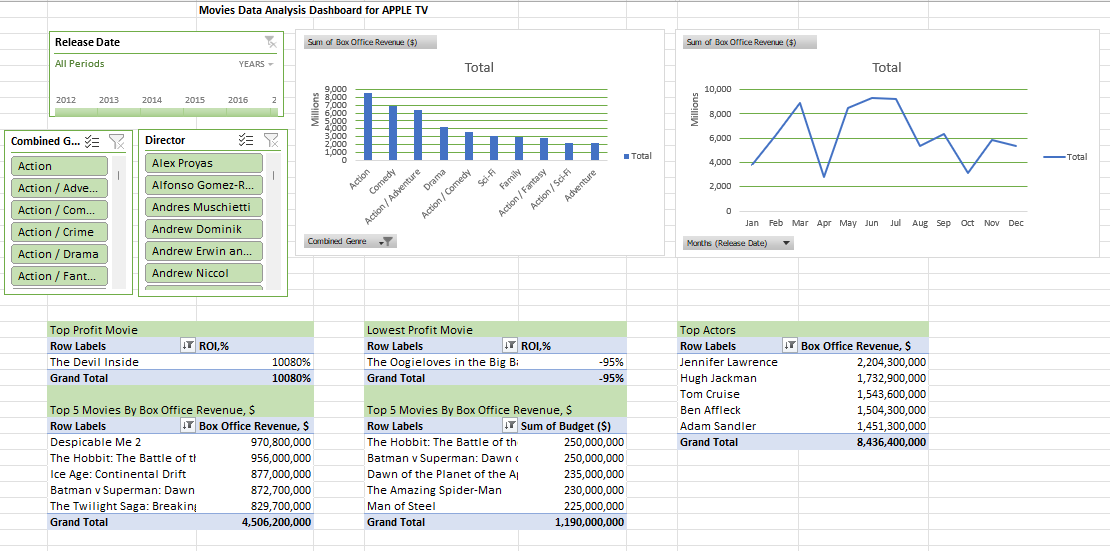 Movies Data Analysis Dashboard for APPLE TV
Release Date
All Periods
YEARS
2012 2013 2014 2015 2016 2
Combined G...
Action
Action / Adve...
Action / Com...
Action / Crime
Action / Drama
Action / Fant...
Director
Alex Proyas
Alfonso Gomez-R...
Andres Muschietti
Andrew Dominik
Andrew Erwin an...
Andrew Niccol
Sum of Box Office Revenue ($)
Total
Millions
9,000
8,000
7,000
6,000
5,000
4,000
3,000
2,000
1,000
0
Action
Comedy
Action / Adventure
Drama
Action / Comedy
Sci-Fi
Family
Action / Fantasy
Action / Sci-Fi
Adventure
Total
Combined Genre
Sum of Box Office Revenue ($)
Total
Millions
10,000
8,000
6,000
4,000
2,000
0
Jan Feb Mar Apr May Jun Jul Aug Sep Oct Nov Dec
Total
Months (Release Date)
Top Profit Movie
Row Labels ROI,%
The Devil Inside 10080%
Grand Total 10080%
Top 5 Movies By Box Office Revenue, $
Row Labels Box Office Revenue, $
Despicable Me 2 970,800,000
The Hobbit: The Battle of th 956,000,000
Ice Age: Continental Drift 877,000,000
Batman v Superman: Dawn 872,700,000
The Twilight Saga: Breaking 829,700,000
Grand Total 4,506,200,000
Lowest Profit Movie
Row Labels ROI,%
The Oogieloves in the Big Ba -95%
Grand Total -95%
Top 5 Movies By Box Office Revenue, $
Row Labels Sum of Budget ($)
The Hobbit: The Battle of th 250,000,000
Batman v Superman: Dawn o 250,000,000
Dawn of the Planet of the Ap 235,000,000
The Amazing Spider-Man 230,000,000
Man of Steel 225,000,000
Grand Total 1,190,000,000
Top Actors
Row Labels Box Office Revenue, $
Jennifer Lawrence 2,204,300,000
Hugh Jackman 1,732,900,000
Tom Cruise 1,543,600,000
Ben Affleck 1,504,300,000
Adam Sandler 1,451,300,000
Grand Total 8,436,400,000